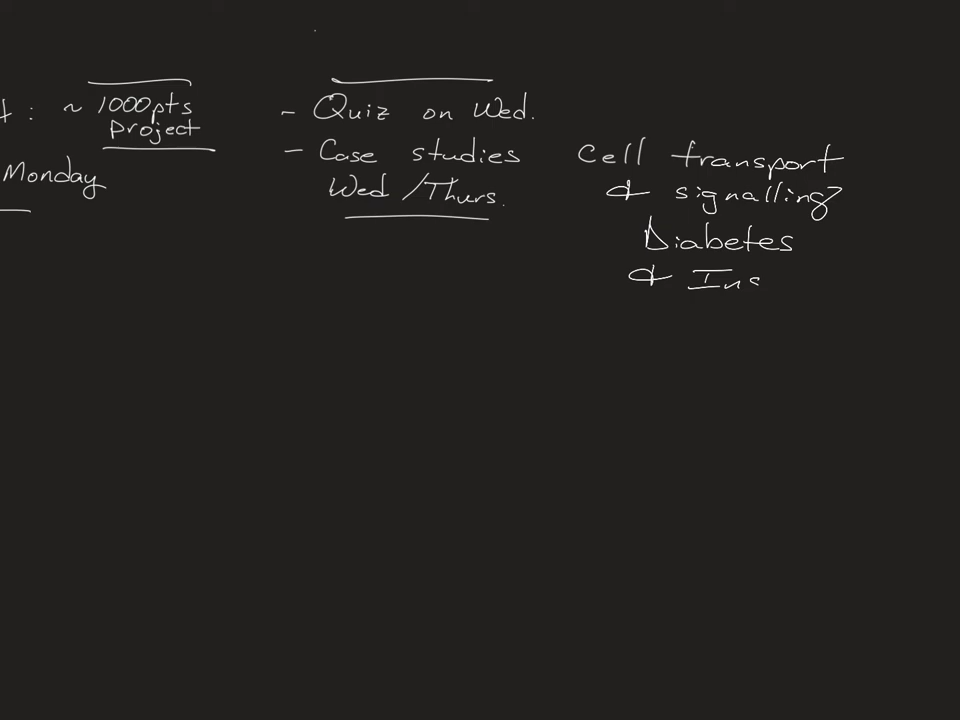 : ~ 1000pts
project
Monday
- Quiz on Wed.
- Case studies
Wed/Thurs.
Cell transport
& signalling
Diabetes
& Ins